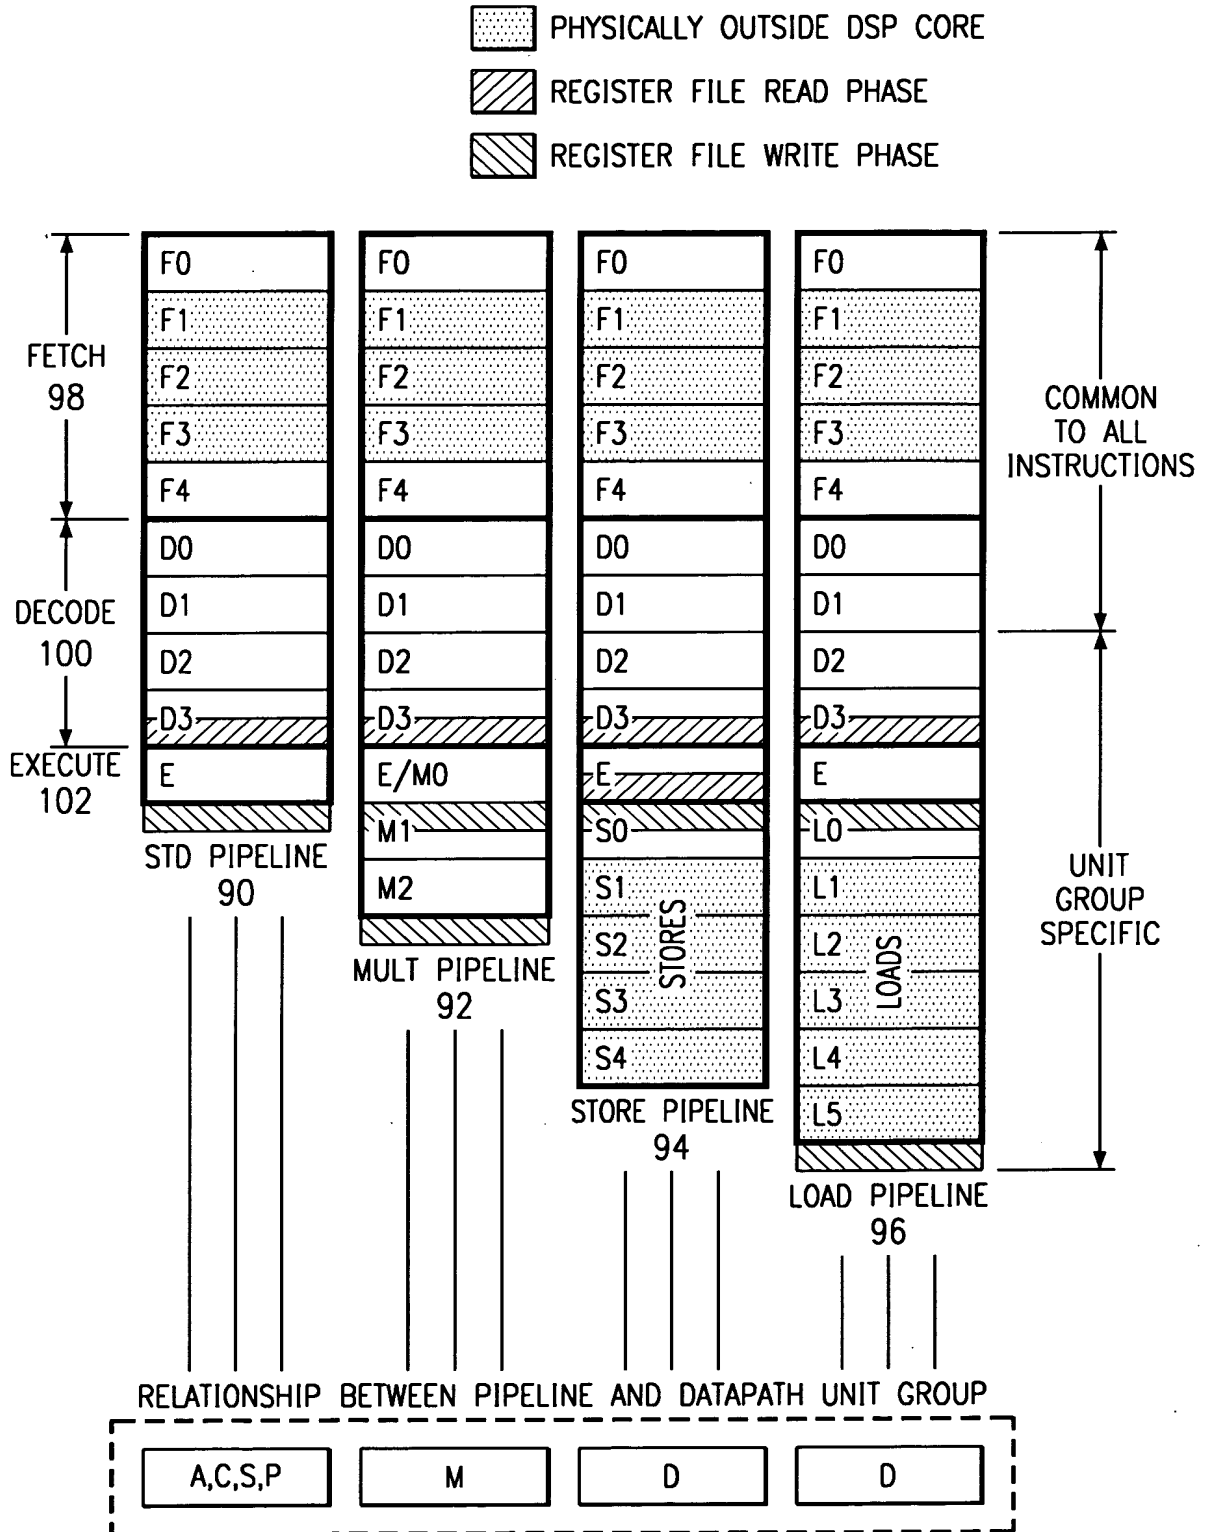 PHYSICALLY OUTSIDE DSP CORE
REGISTER FILE READ PHASE
REGISTER FILE WRITE PHASE
FETCH
98
DECODE
100
EXECUTE
102
F0
F1
F2
F3
F4
D0
D1
D2
D3
E
STD PIPELINE
90
F0
F1
F2
F3
F4
D0
D1
D2
D3
E/M0
M1
M2
MULT PIPELINE
92
F0
F1
F2
F3
F4
D0
D1
D2
D3
E
S0
S1
S2
S3
S4
STORES
STORE PIPELINE
94
F0
F1
F2
F3
F4
D0
D1
D2
D3
E
L0
L1
L2
L3
L4
L5
LOADS
LOAD PIPELINE
96
COMMON
TO ALL
INSTRUCTIONS
UNIT
GROUP
SPECIFIC
RELATIONSHIP BETWEEN PIPELINE AND DATAPATH UNIT GROUP
A,C,S,P
M
D
D